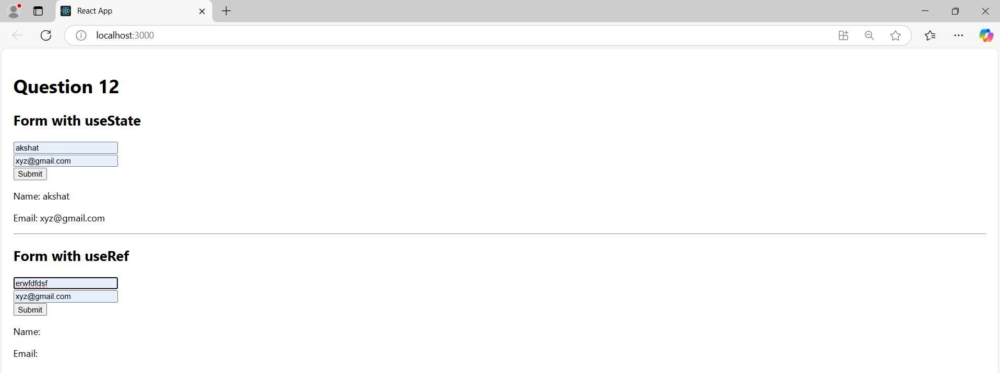 React App
localhost:3000
Question 12
Form with useState
akshat
xyz@gmail.com
Submit
Name: akshat
Email: xyz@gmail.com
Form with useRef
erwfdfdsf
xyz@gmail.com
Submit
Name:
Email: